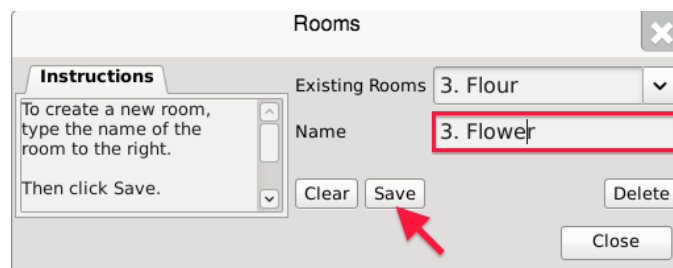 Rooms
Instructions
To create a new room,
type the name of the
room to the right.
Then click Save.
Existing Rooms 3. Flour
Name 3. Flower
Clear Save Delete
Close